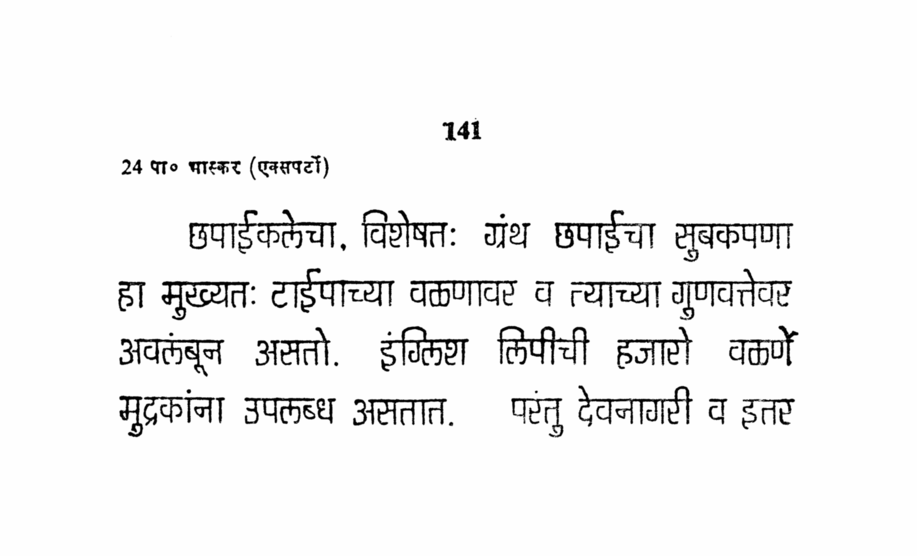 141
24 पा० भास्कर (एक्सपर्टो)
छपाईकलेचा, विशेषतः ग्रंथ छपाईचा सुबकपणा
हा मुख्यतः टाईपाच्या वळणावर व त्याच्या गुणवत्तेवर
अवलंबून असतो. इंग्लिश लिपीची हजारो वळणें
मुद्रकांना उपलब्ध असतात. परंतु देवनागरी व इतर